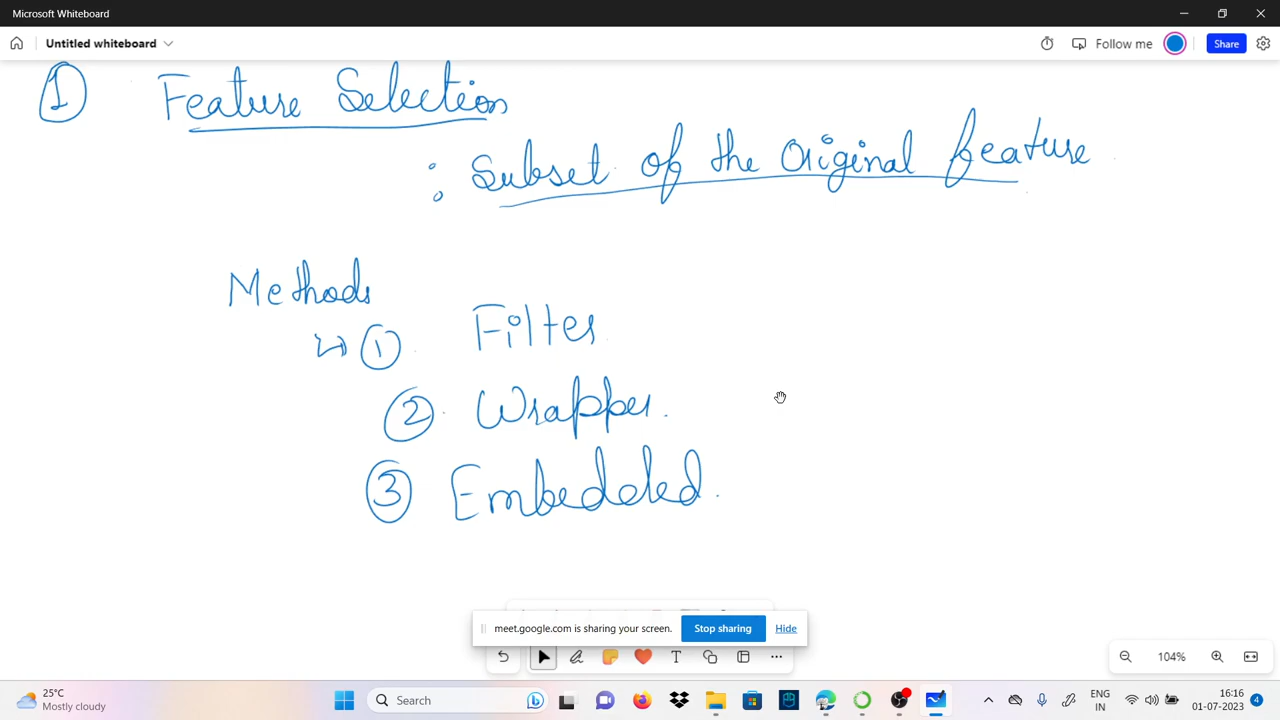 Microsoft Whiteboard
Untitled whiteboard
Follow me
Share
① Feature Selection
: Subset of the Original feature
Methods
↳ ① Filter
② Wrapper.
③ Embedded.
meet.google.com is sharing your screen.
Stop sharing
Hide
104%
25°C
Mostly cloudy
Search
ENG
IN
16:16
01-07-2023
4